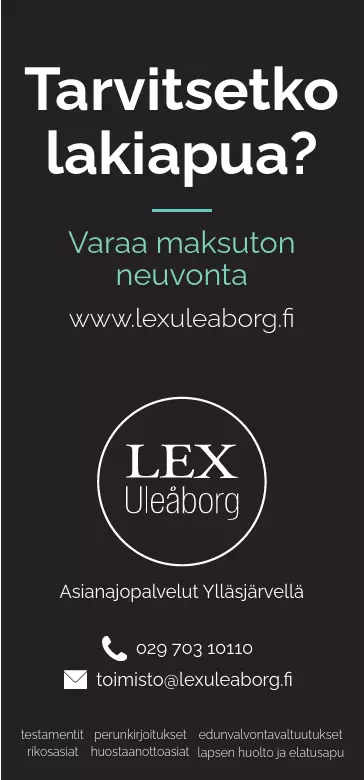 Tarvitsetko
lakiapua?
Varaa maksuton
neuvonta
www.lexuleaborg.fi
LEX
Uleåborg
Asianajopalvelut Ylläsjärvellä
029 703 10110
toimisto@lexuleaborg.fi
testamentit perunkirjoitukset edunvalvontavaltuutukset
rikosasiat huostaanottoasiat lapsen huolto ja elatusapu